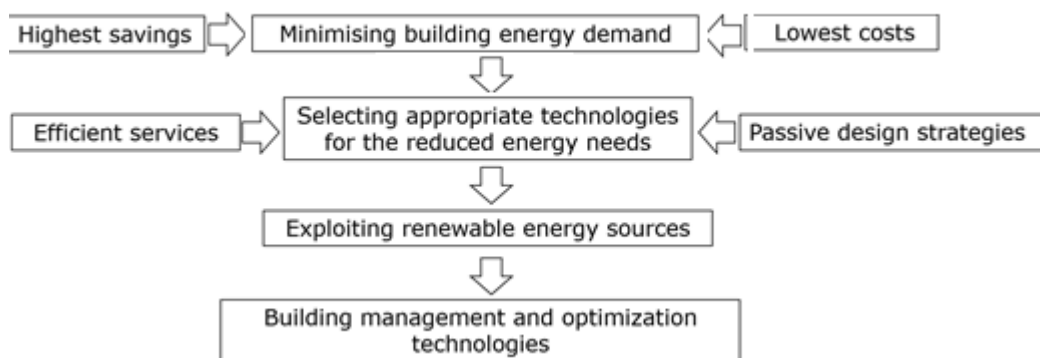 Highest savings
Minimising building energy demand
Lowest costs
Efficient services
Selecting appropriate technologies
for the reduced energy needs
Passive design strategies
Exploiting renewable energy sources
Building management and optimization
technologies